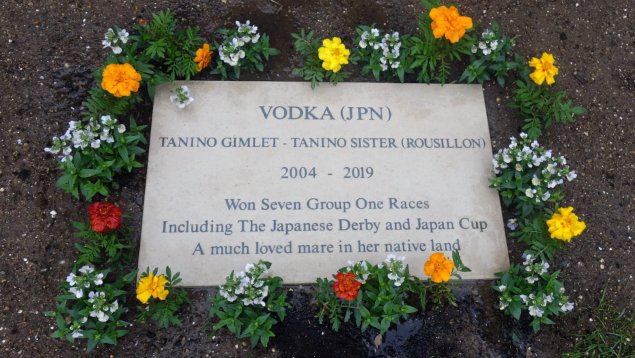 VODKA (JPN)
TANINO GIMLET - TANINO SISTER (ROUSILLON)
2004 - 2019
Won Seven Group One Races
Including The Japanese Derby and Japan Cup
A much loved mare in her native land